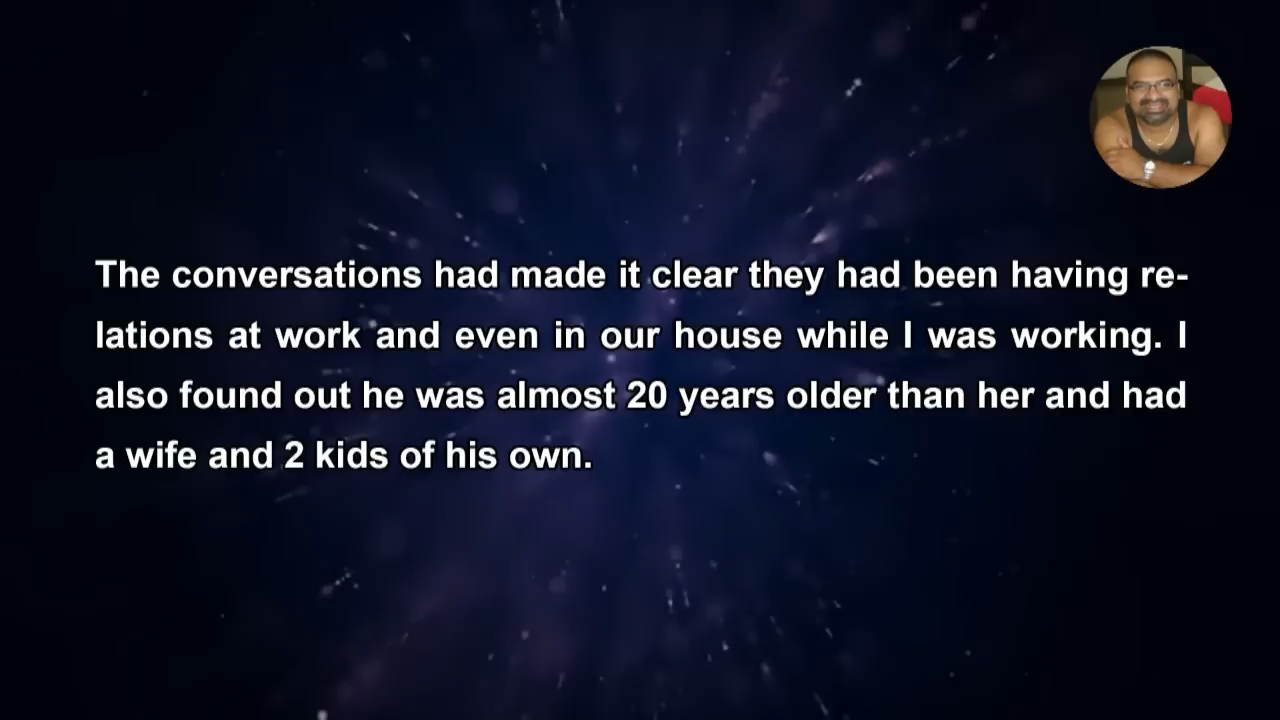 The conversations had made it clear they had been having re-
lations at work and even in our house while I was working. I
also found out he was almost 20 years older than her and had
a wife and 2 kids of his own.